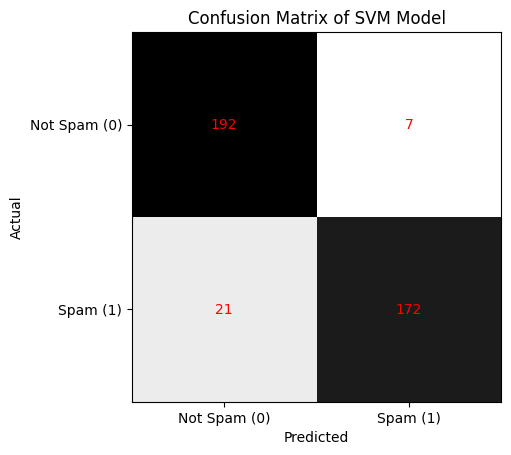 Confusion Matrix of SVM Model
Not Spam (0)
192
7
Actual
Spam (1)
21
172
Not Spam (0)
Spam (1)
Predicted